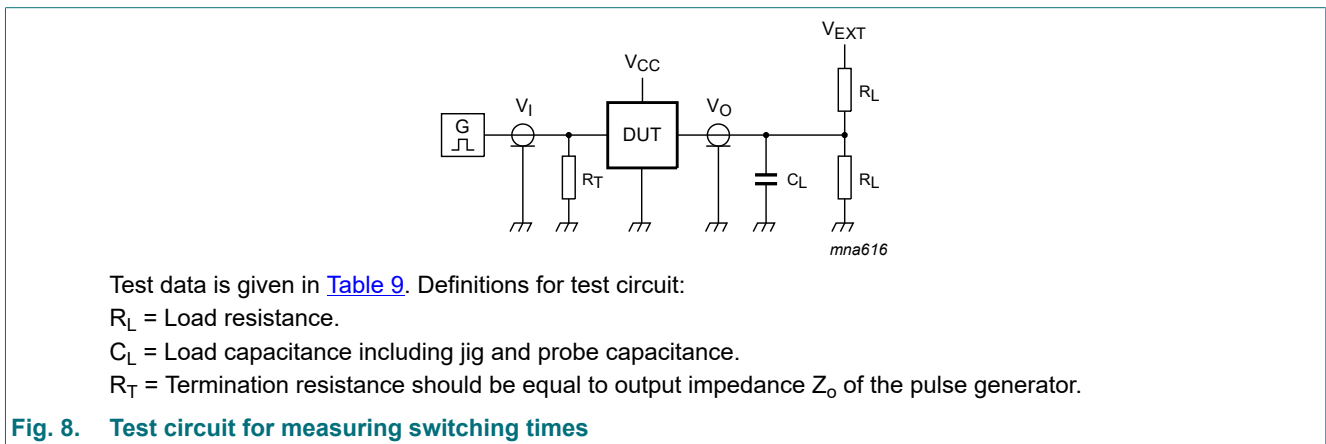 VEXT
VCC
RL
VI
VO
G
DUT
RT
CL
RL
mna616
Test data is given in Table 9. Definitions for test circuit:
RL = Load resistance.
CL = Load capacitance including jig and probe capacitance.
RT = Termination resistance should be equal to output impedance Zo of the pulse generator.
Fig. 8. Test circuit for measuring switching times